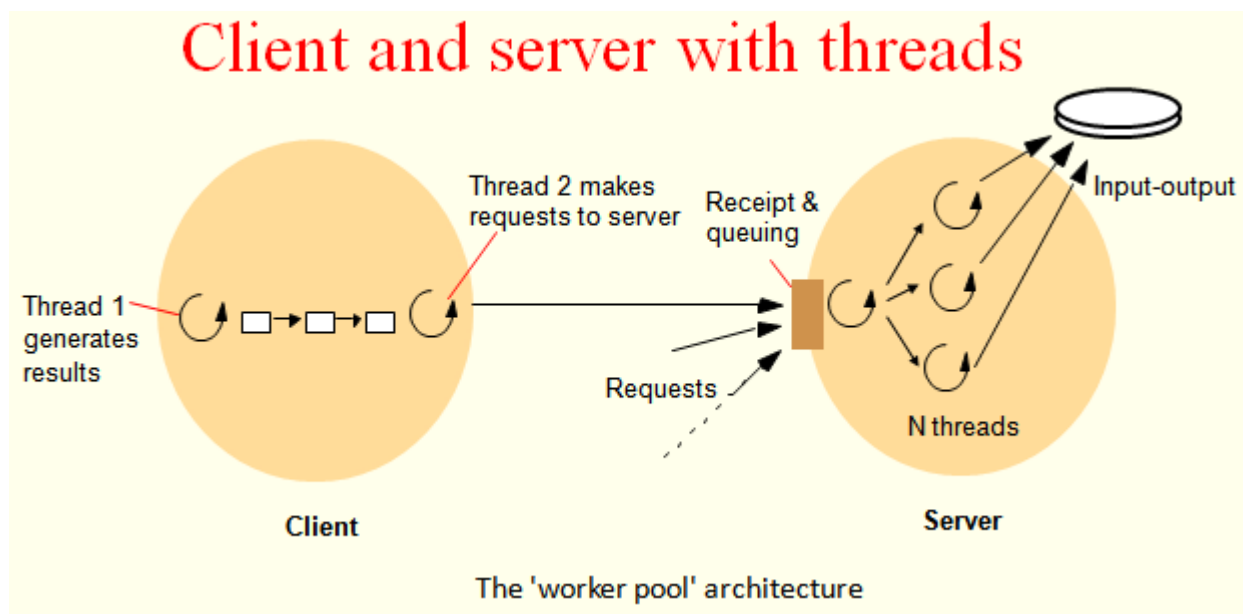 Client and server with threads
Thread 2 makes
requests to server
Receipt &
queuing
Input-output
Thread 1
generates
results
Requests
N threads
Client
Server
The 'worker pool' architecture